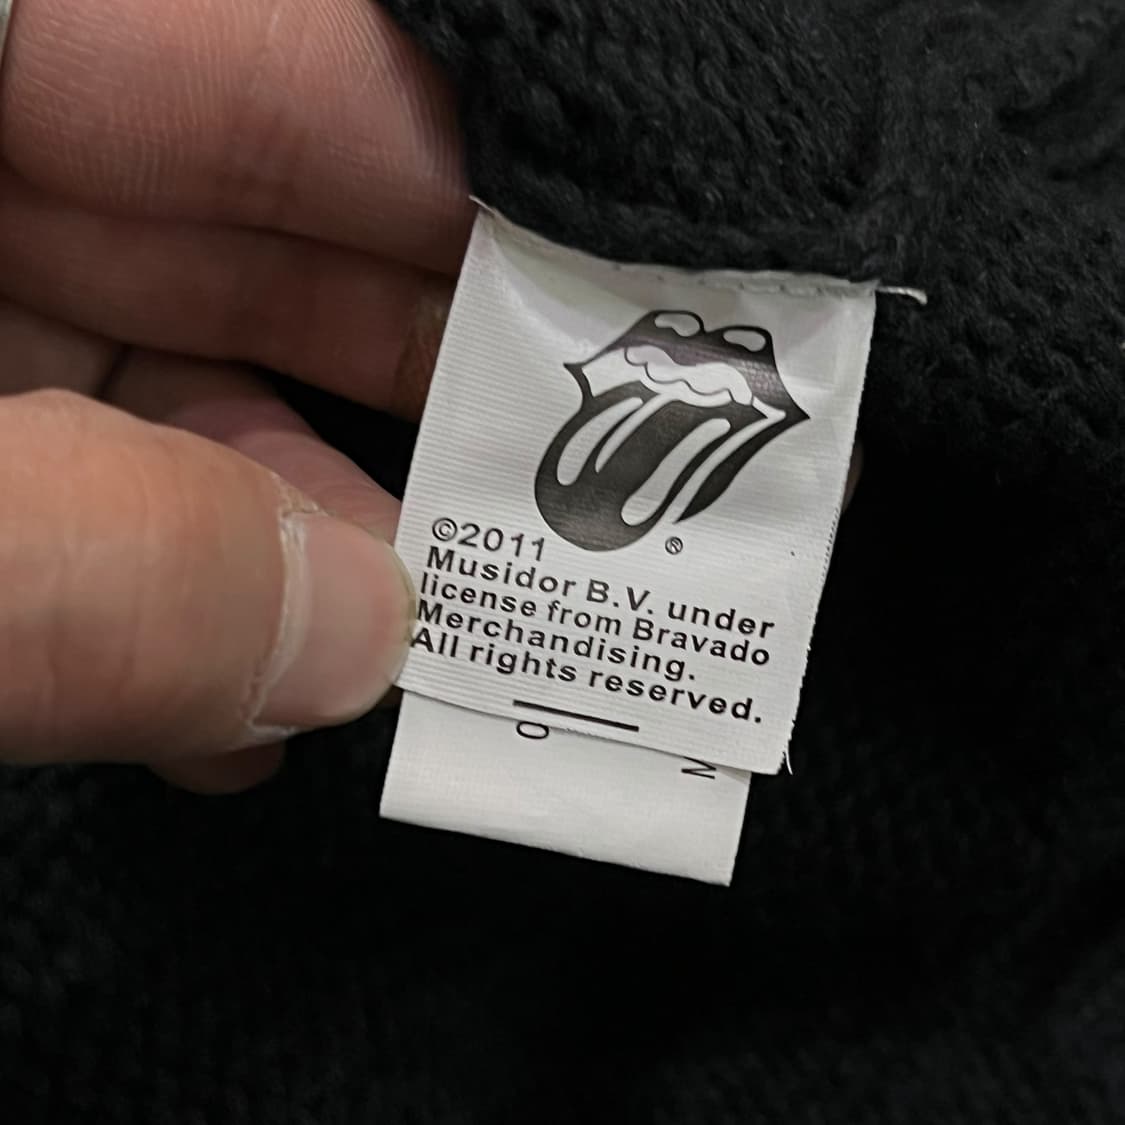 ®
©2011
Musidor B.V. under
license from Bravado
Merchandising.
All rights reserved.